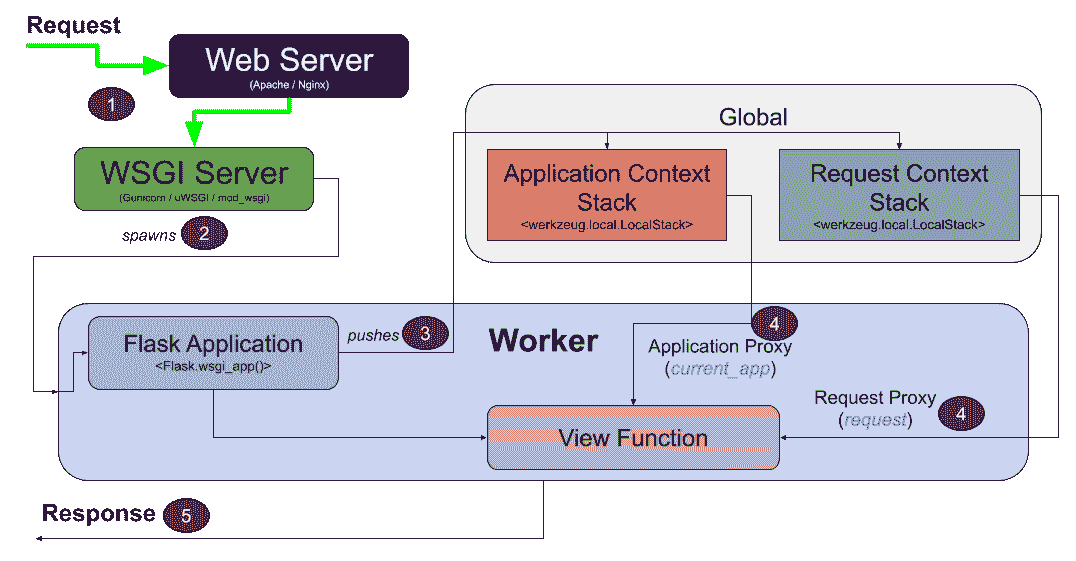 Request
Web Server
(Apache / Nginx)
1
Global
WSGI Server
(Gunicorn / uWSGI / mod_wsgi)
Application Context
Stack
<werkzeug.local.LocalStack>
Request Context
Stack
<werkzeug.local.LocalStack>
spawns
2
Flask Application
<Flask.wsgi_app()>
pushes
3
Worker
4
Application Proxy
(current_app)
Request Proxy
(request)
4
View Function
Response
5